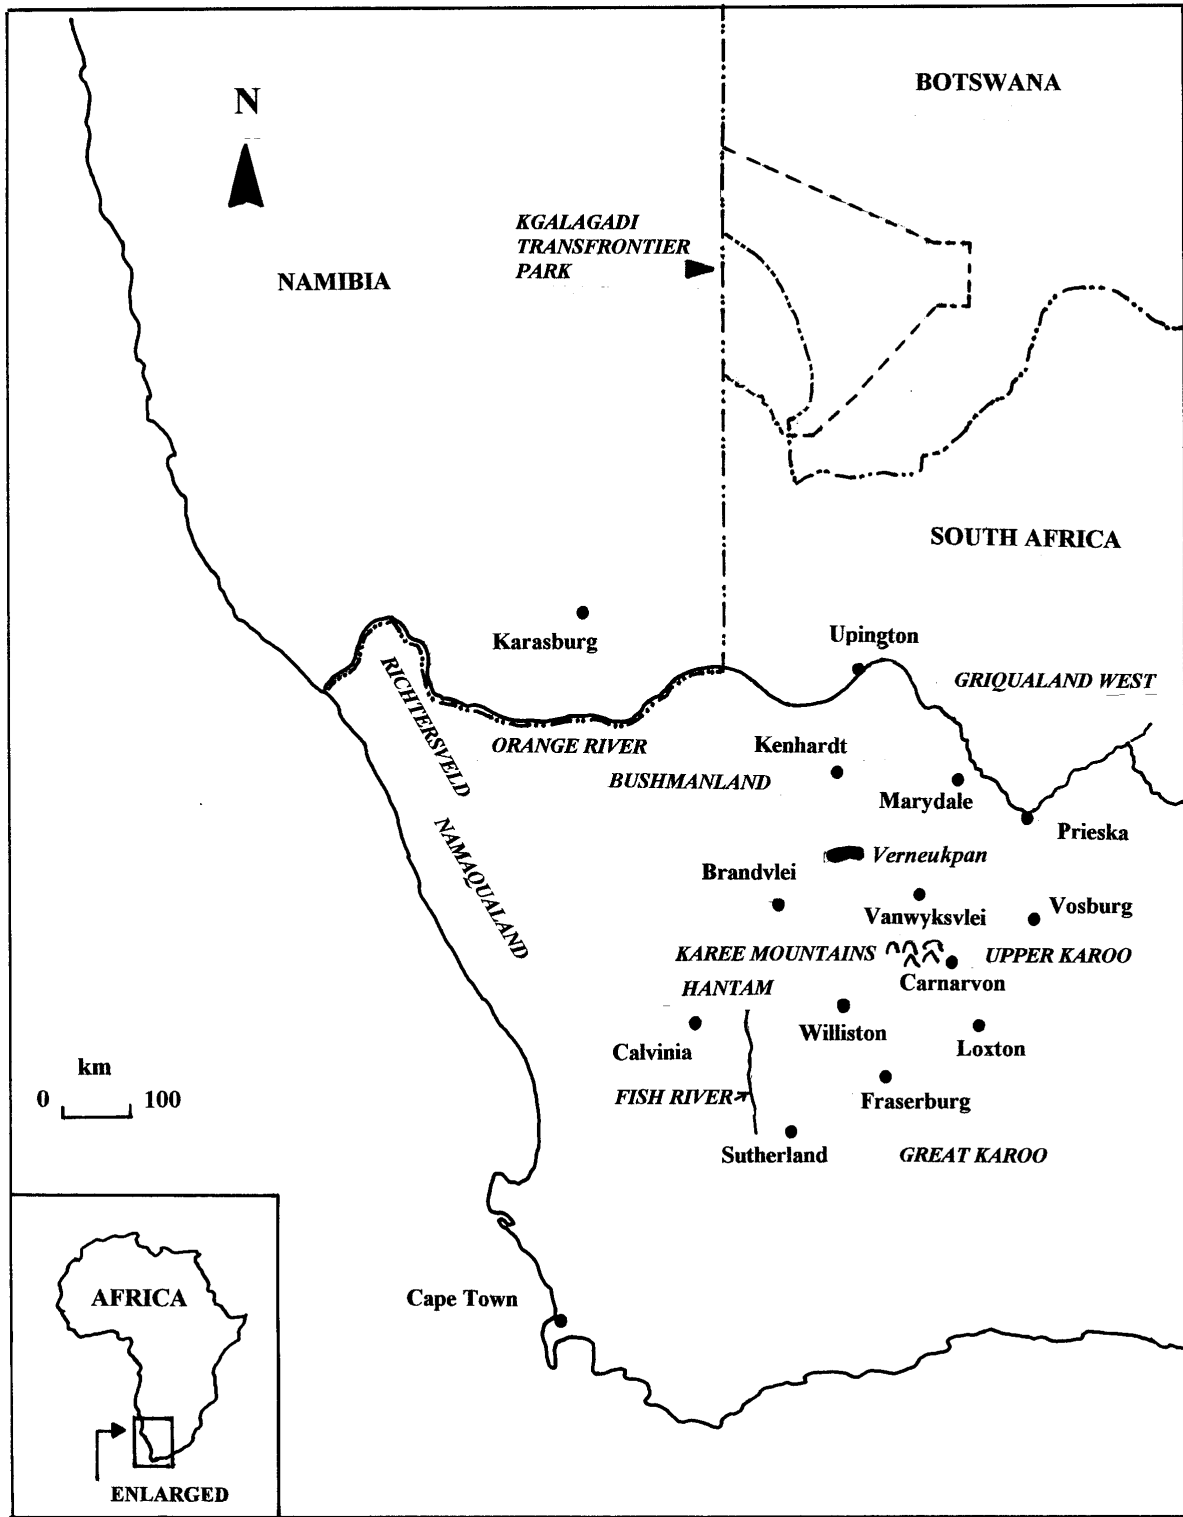 BOTSWANA
N
KGALAGADI
TRANSFRONTIER
PARK
NAMIBIA
SOUTH AFRICA
Karasburg
Upington
RICHTERSVELD
GRIQUALAND WEST
ORANGE RIVER
Kenhardt
BUSHMANLAND
Marydale
Prieska
NAMAQUALAND
Verneukpan
Brandvlei
Vanwyksvlei
Vosburg
KAREE MOUNTAINS
UPPER KAROO
Carnarvon
HANTAM
Williston
Calvinia
Loxton
km
0 100
FISH RIVER
Fraserburg
Sutherland
GREAT KAROO
AFRICA
Cape Town
ENLARGED